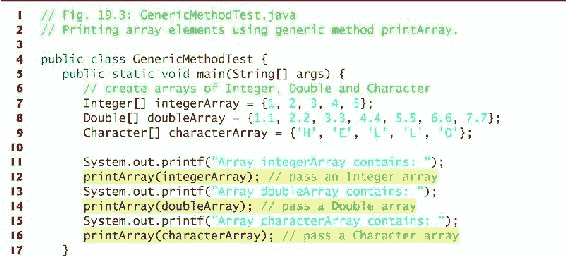 1 // Fig. 19.3: GenericMethodTest.java
2 // Printing array elements using generic method printArray.
3
4 public class GenericMethodTest {
5 public static void main(String[] args) {
6 // create arrays of Integer, Double and Character
7 Integer[] integerArray = {1, 2, 3, 4, 5};
8 Double[] doubleArray = {1.1, 2.2, 3.3, 4.4, 5.5, 6.6, 7.7};
9 Character[] characterArray = {'H', 'E', 'L', 'L', 'O'};
10
11 System.out.printf("Array integerArray contains: ");
12 printArray(integerArray); // pass an Integer array
13 System.out.printf("Array doubleArray contains: ");
14 printArray(doubleArray); // pass a Double array
15 System.out.printf("Array characterArray contains: ");
16 printArray(characterArray); // pass a Character array
17 }